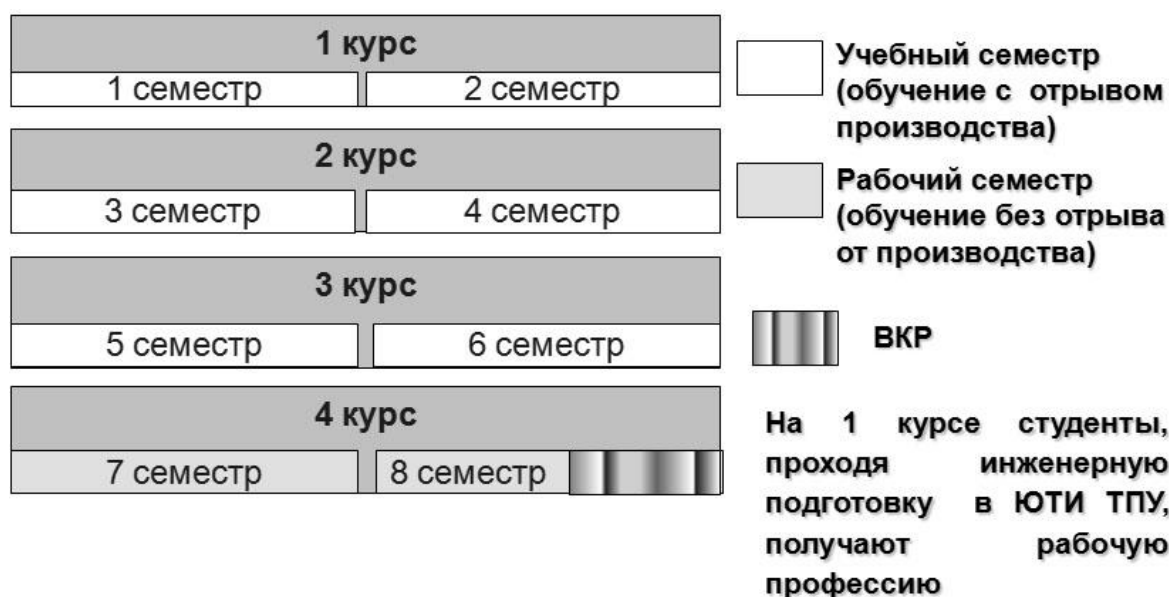 1 курс
1 семестр
2 семестр
2 курс
3 семестр
4 семестр
3 курс
5 семестр
6 семестр
4 курс
7 семестр
8 семестр
Учебный семестр
(обучение с отрывом
производства)
Рабочий семестр
(обучение без отрыва
от производства)
ВКР
На 1 курсе студенты,
проходя инженерную
подготовку в ЮТИ ТПУ,
получают рабочую
профессию